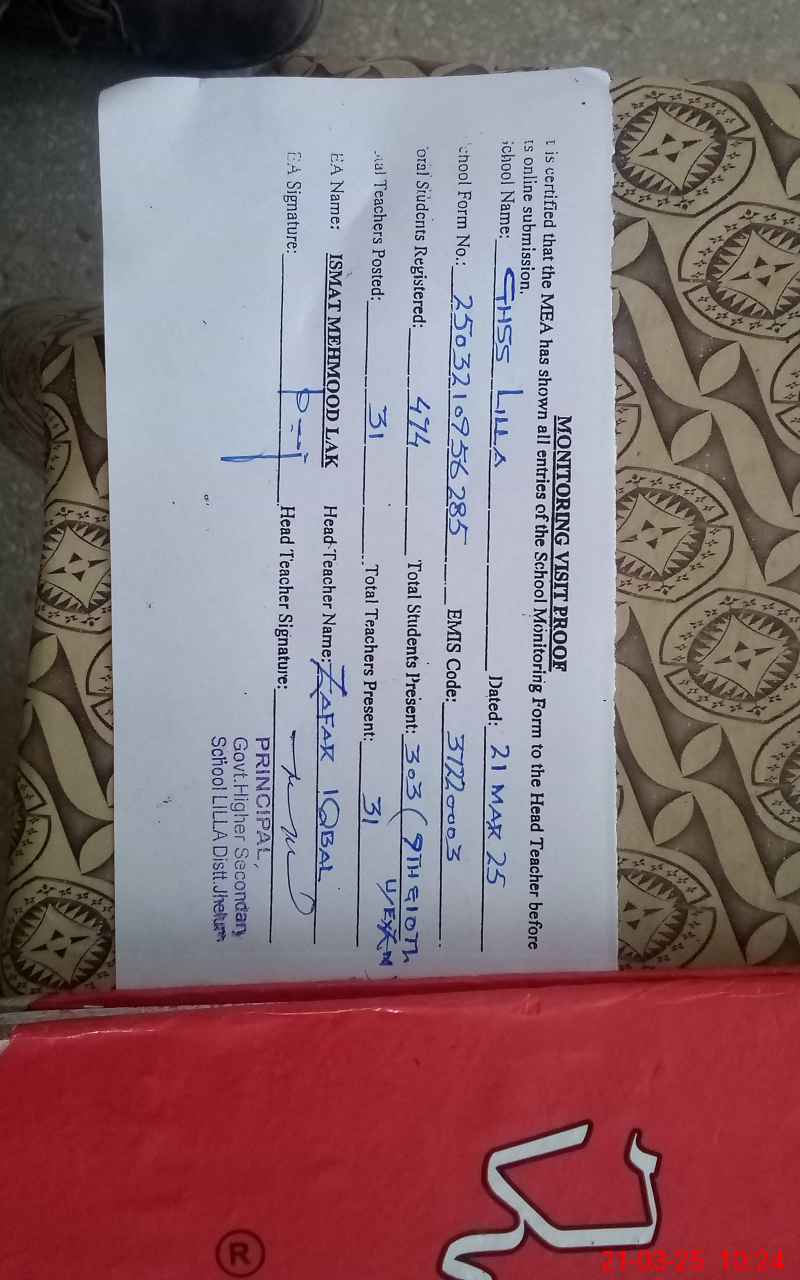 MONITORING VISIT PROOF
t is certified that the MEA has shown all entries of the School Monitoring Form to the Head Teacher before
ts online submission.
chool Name: GHSS LILLA Dated: 21 MAR 25
chool Form No.: 2503210956285 EMIS Code: 37220003
otal Students Registered: 474 Total Students Present: 303 (9TH &10Th
U/EXAM)
tal Teachers Posted: 31 Total Teachers Present: 31
EA Name: ISMAT MEHMOOD LAK Head Teacher Name: ZAFAR IQBAL
EA Signature: Head Teacher Signature:
PRINCIPAL,
Govt.Higher Secondary
School LILLA Distt.Jhelum
®
21-03-25 10:24